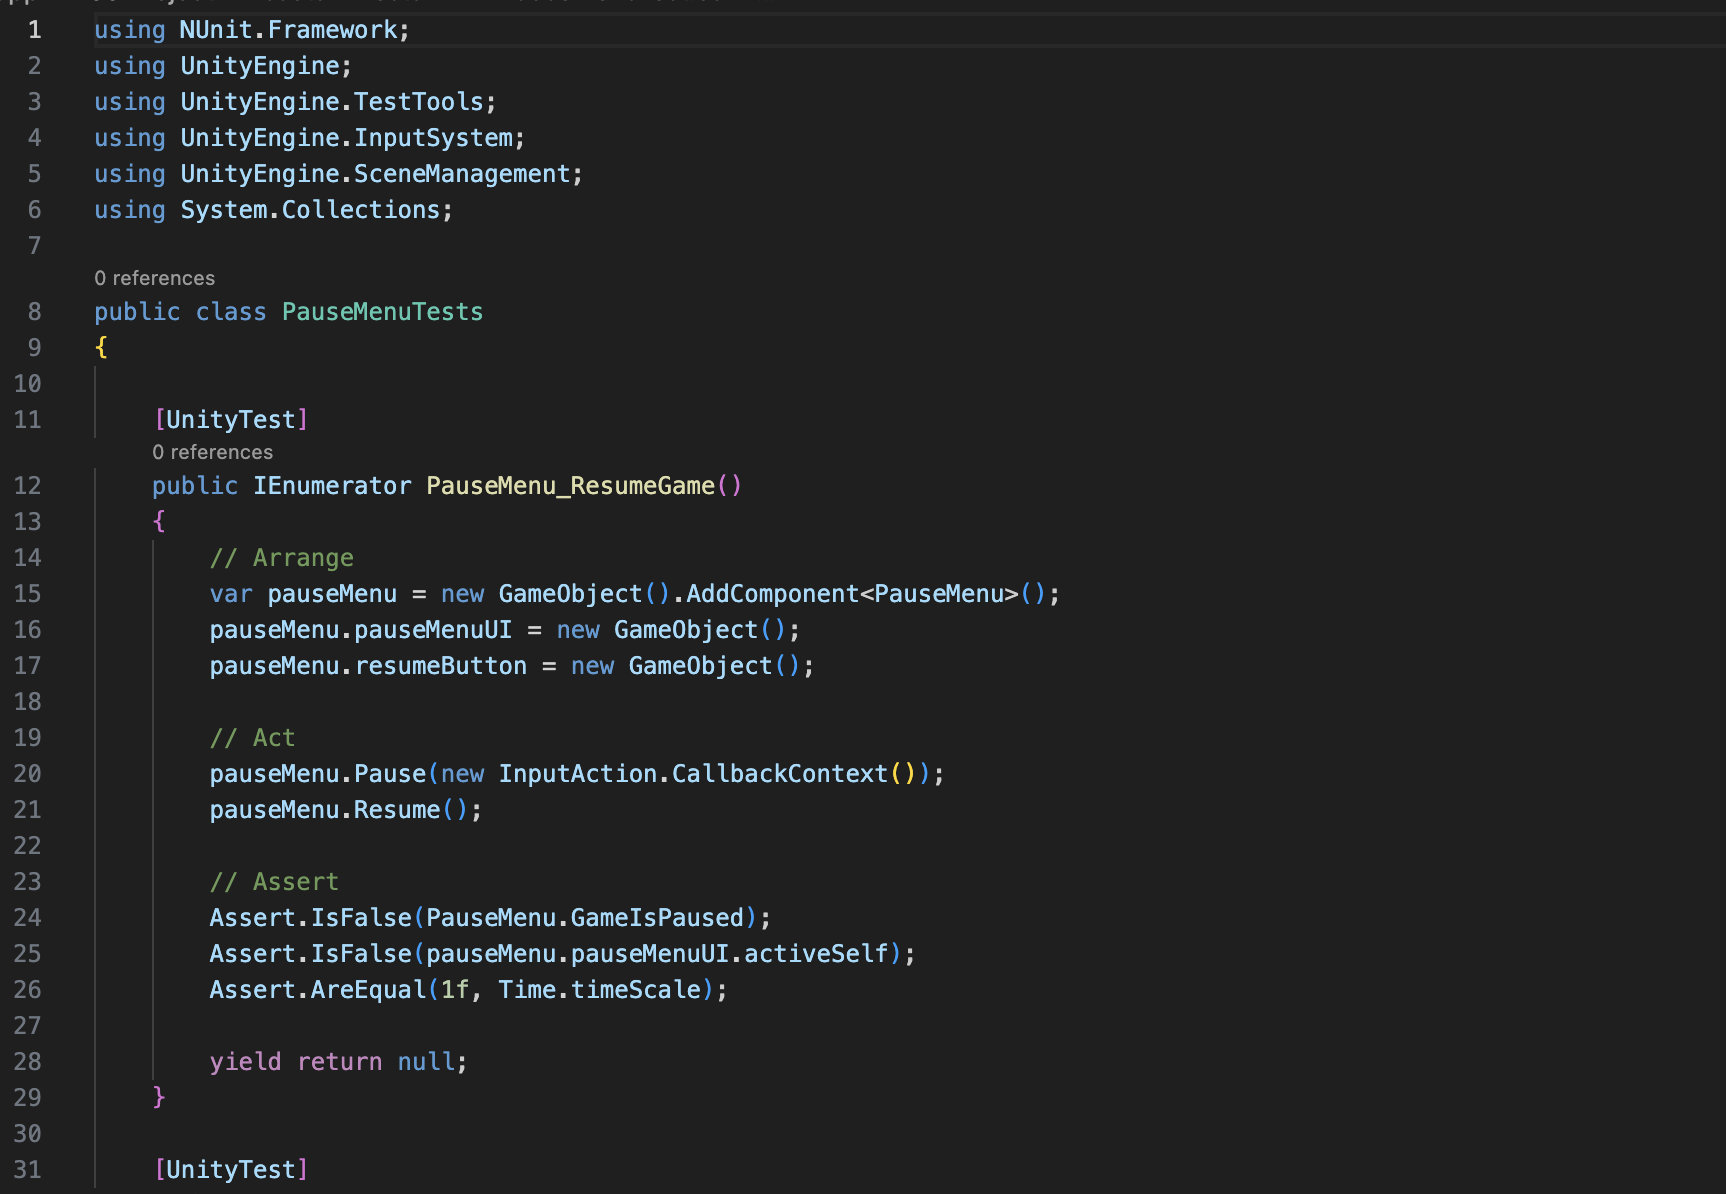 1 using NUnit.Framework;
2 using UnityEngine;
3 using UnityEngine.TestTools;
4 using UnityEngine.InputSystem;
5 using UnityEngine.SceneManagement;
6 using System.Collections;
7
0 references
8 public class PauseMenuTests
9 {
10
11 [UnityTest]
0 references
12 public IEnumerator PauseMenu_ResumeGame()
13 {
14 // Arrange
15 var pauseMenu = new GameObject().AddComponent<PauseMenu>();
16 pauseMenu.pauseMenuUI = new GameObject();
17 pauseMenu.resumeButton = new GameObject();
18
19 // Act
20 pauseMenu.Pause(new InputAction.CallbackContext());
21 pauseMenu.Resume();
22
23 // Assert
24 Assert.IsFalse(PauseMenu.GameIsPaused);
25 Assert.IsFalse(pauseMenu.pauseMenuUI.activeSelf);
26 Assert.AreEqual(1f, Time.timeScale);
27
28 yield return null;
29 }
30
31 [UnityTest]